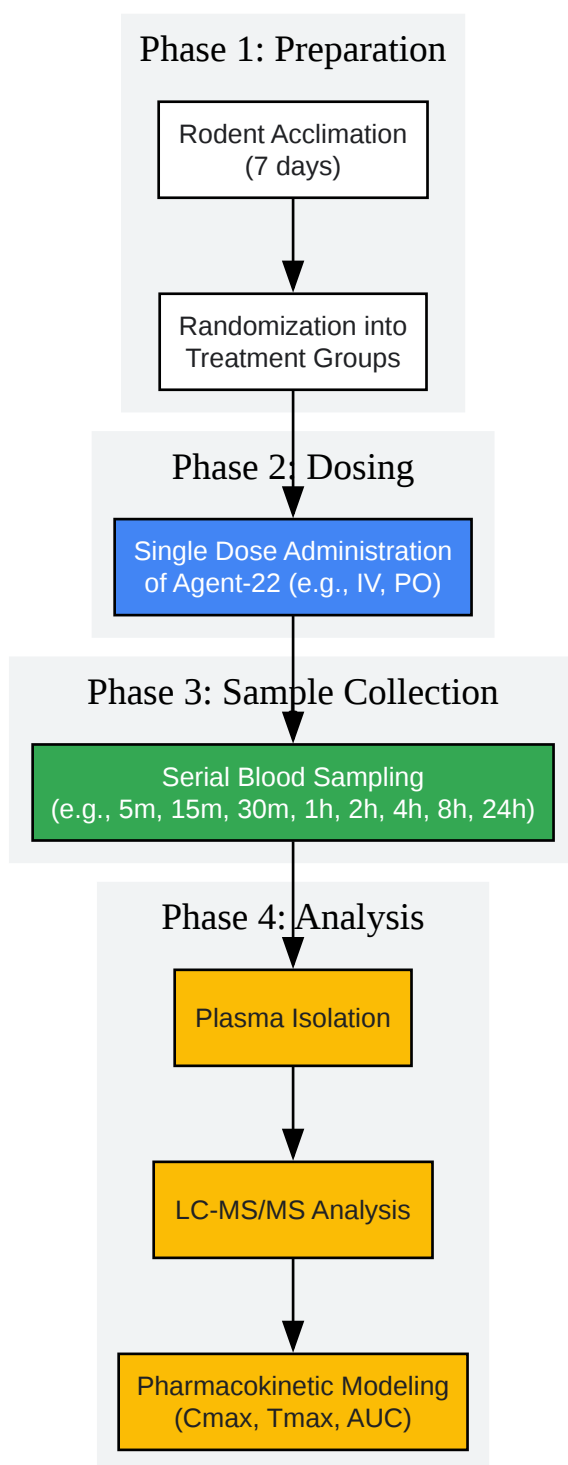 Phase 1: Preparation
Rodent Acclimation
(7 days)
Randomization into
Treatment Groups
Phase 2: Dosing
Single Dose Administration
of Agent-22 (e.g., IV, PO)
Phase 3: Sample Collection
Serial Blood Sampling
(e.g., 5m, 15m, 30m, 1h, 2h, 4h, 8h, 24h)
Phase 4: Analysis
Plasma Isolation
LC-MS/MS Analysis
Pharmacokinetic Modeling
(Cmax, Tmax, AUC)